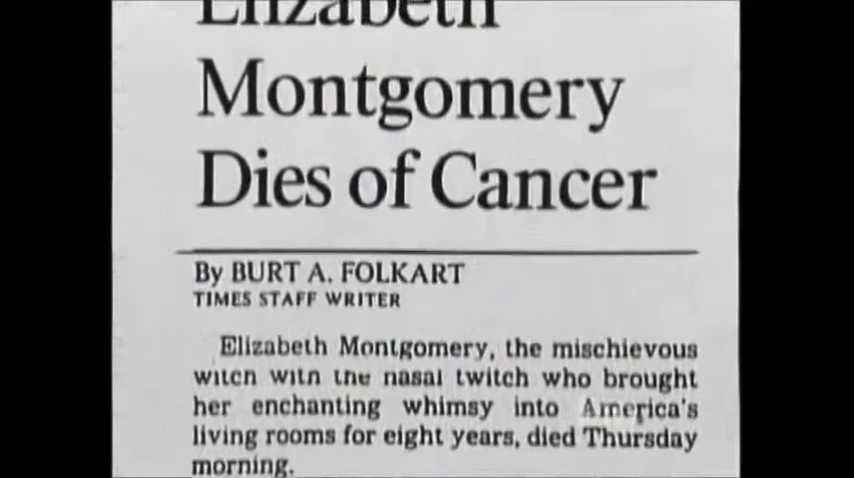 Elizabeth
Montgomery
Dies of Cancer
By BURT A. FOLKART
TIMES STAFF WRITER
Elizabeth Montgomery, the mischievous
witch with the nasal twitch who brought
her enchanting whimsy into America's
living rooms for eight years, died Thursday
morning.